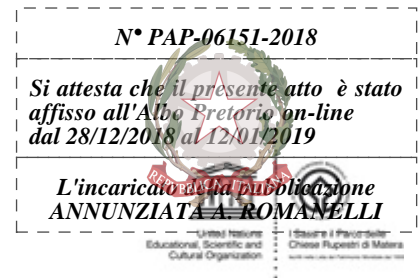 N° PAP-06151-2018
Si attesta che il presente atto è stato
affisso all'Albo Pretorio on-line
dal 28/12/2018 al 12/01/2019
L'incaricato della pubblicazione
ANNUNZIATA A. ROMANELLI
REPVBBLICA ITALIANA
United Nations
Educational, Scientific and
Cultural Organization
I Sassi e il Parco delle
Chiese Rupestri di Matera